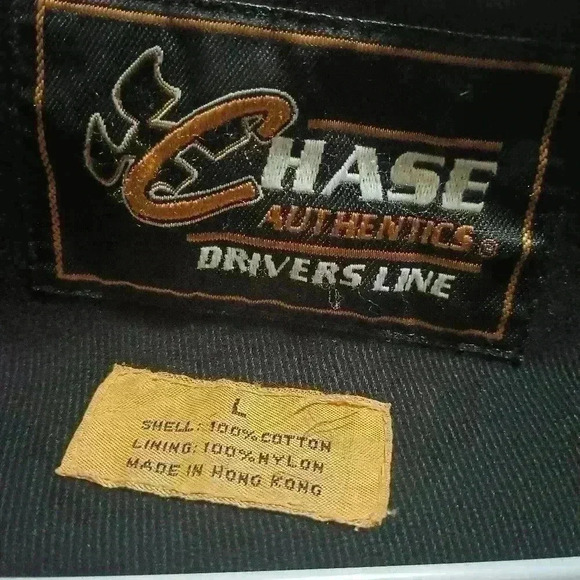 CHASE
AUTHENTICS®
DRIVERS LINE
L
SHELL: 100% COTTON
LINING: 100% NYLON
MADE IN HONG KONG